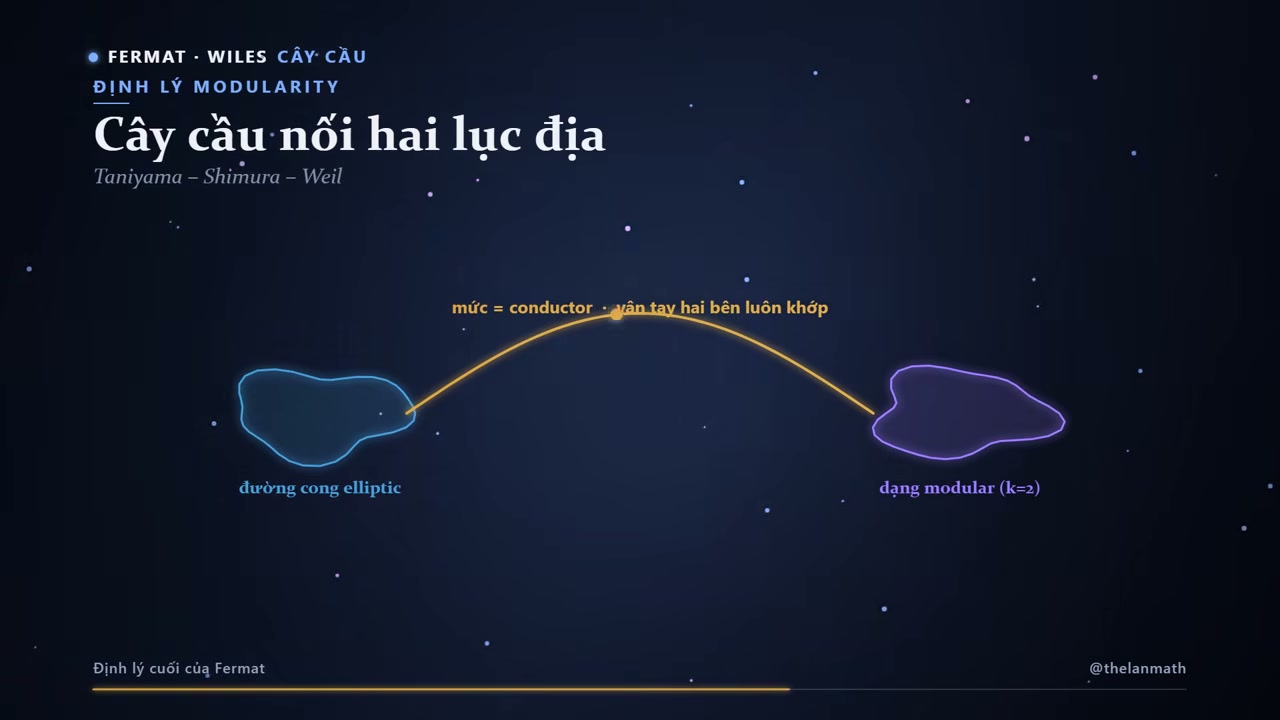 FERMAT · WILES CÂY CẦU
ĐỊNH LÝ MODULARITY
Cây cầu nối hai lục địa
Taniyama – Shimura – Weil
mức = conductor · vân tay hai bên luôn khớp
đường cong elliptic
dạng modular (k=2)
Định lý cuối của Fermat
@thelanmath